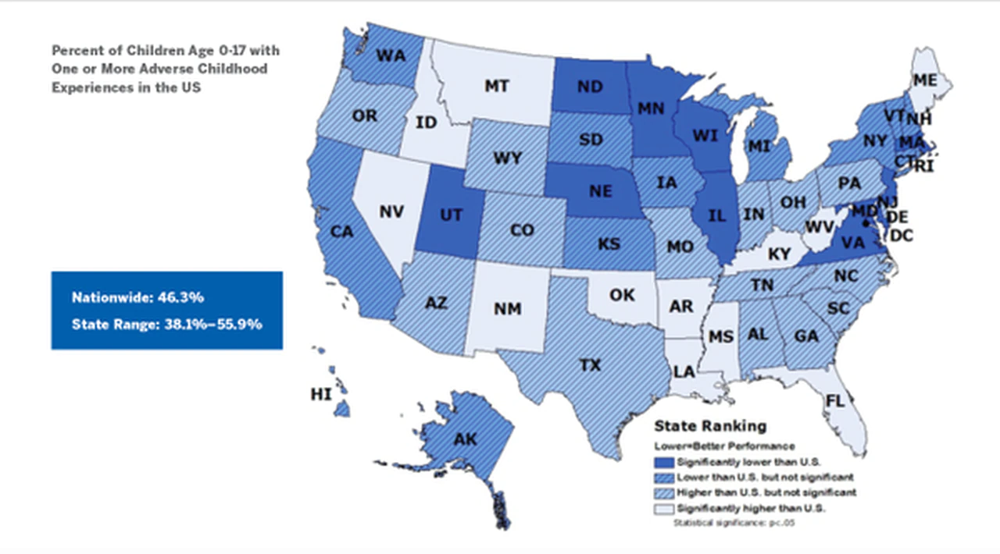 Percent of Children Age 0-17 with
One or More Adverse Childhood
Experiences in the US
Nationwide: 46.3%
State Range: 38.1%–55.9%
WA
MT
ND
MN
ME
OR
ID
WY
SD
WI
MI
VT
NH
NY
MA
CT
RI
NV
UT
NE
IA
PA
NJ
CA
CO
KS
MO
IL
IN
OH
WV
MD
DE
DC
VA
KY
AZ
NM
OK
AR
TN
NC
SC
MS
AL
GA
TX
LA
FL
HI
AK
State Ranking
Lower=Better Performance
Significantly lower than U.S.
Lower than U.S. but not significant
Higher than U.S. but not significant
Significantly higher than U.S.
Statistical significance: p<.05